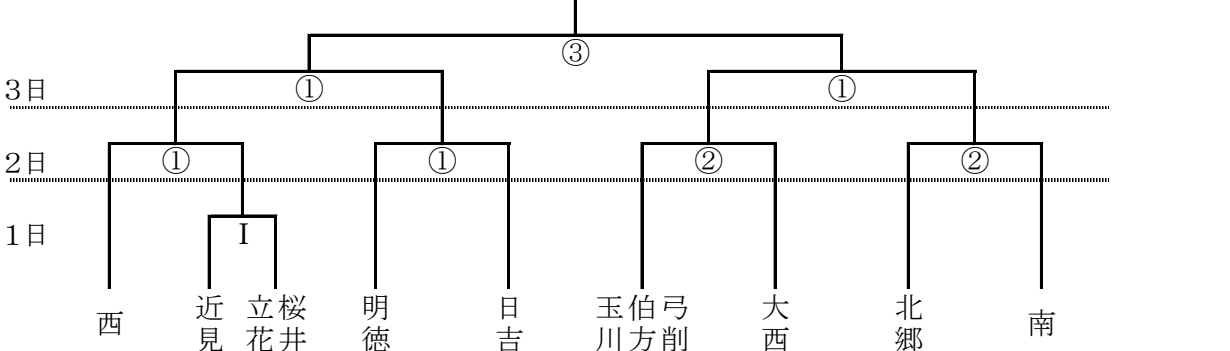 ③
3日
①
①
2日
①
①
②
②
1日
I
西
近見
立花
桜井
明徳
日吉
玉川
伯方
弓削
大西
北郷
南